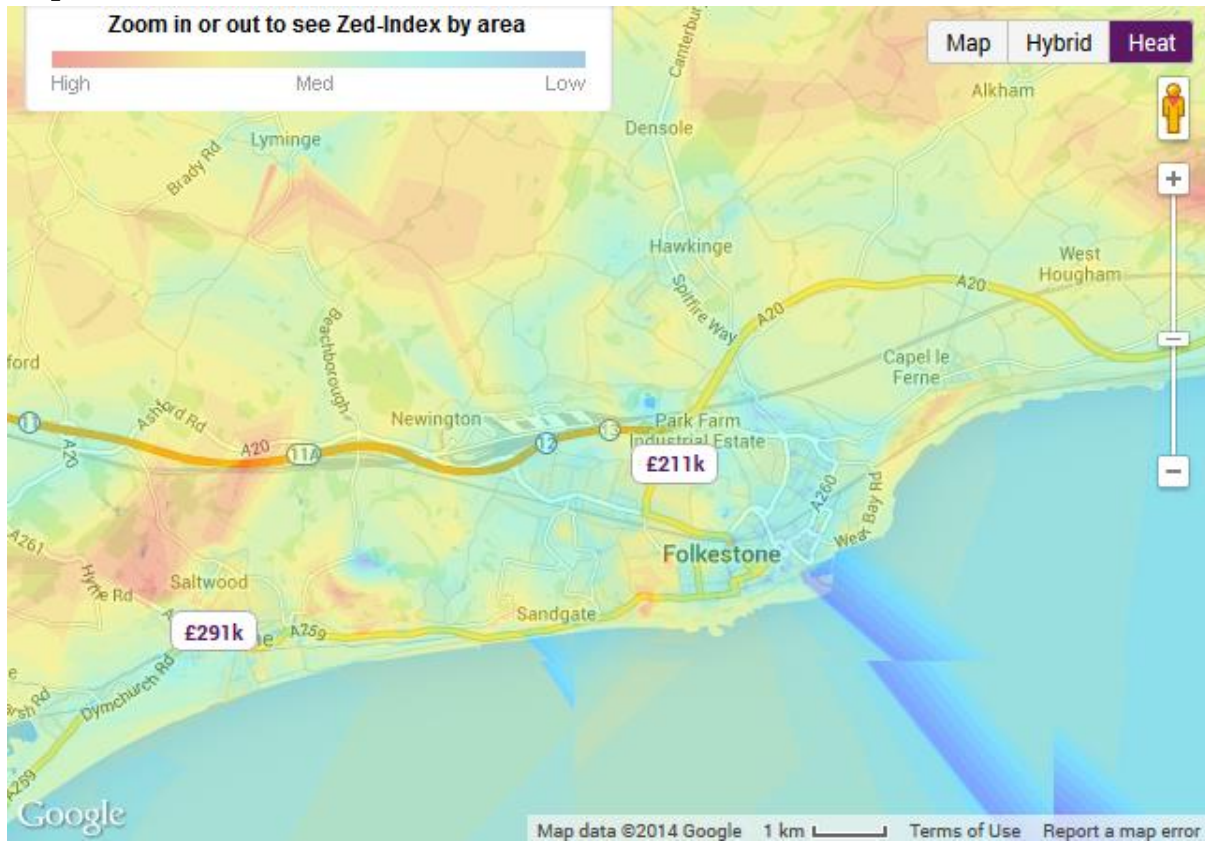 Zoom in or out to see Zed-Index by area
High Med Low
Map Hybrid Heat
Canterbury
Alkham
Densole
Lyminge
Brady Rd
Hawkinge
West
Hougham
A20
Spitfire Way
A20
Beachborough
Capel le
Ferne
ford
Ashford Rd
Newington
Park Farm
Industrial Estate
11
A20
A20
11A
12
13
£211k
A260
Wear Bay Rd
A261
Hythe Rd
Folkestone
Saltwood
Sandgate
£291k
A259
Dymchurch Rd
A259
Google
Map data ©2014 Google 1 km Terms of Use Report a map error